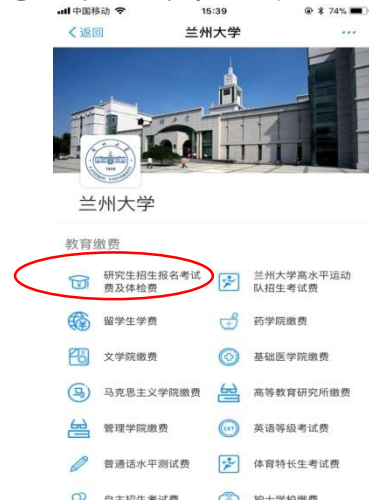 中国移动 15:39 74%
返回 兰州大学 ...
兰州大学
教育缴费
研究生招生报名考试
费及体检费
兰州大学高水平运动
队招生考试费
留学生学费 药学院缴费
文学院缴费 基础医学院缴费
马克思主义学院缴费 高等教育研究所缴费
管理学院缴费 英语等级考试费
普通话水平测试费 体育特长生考试费